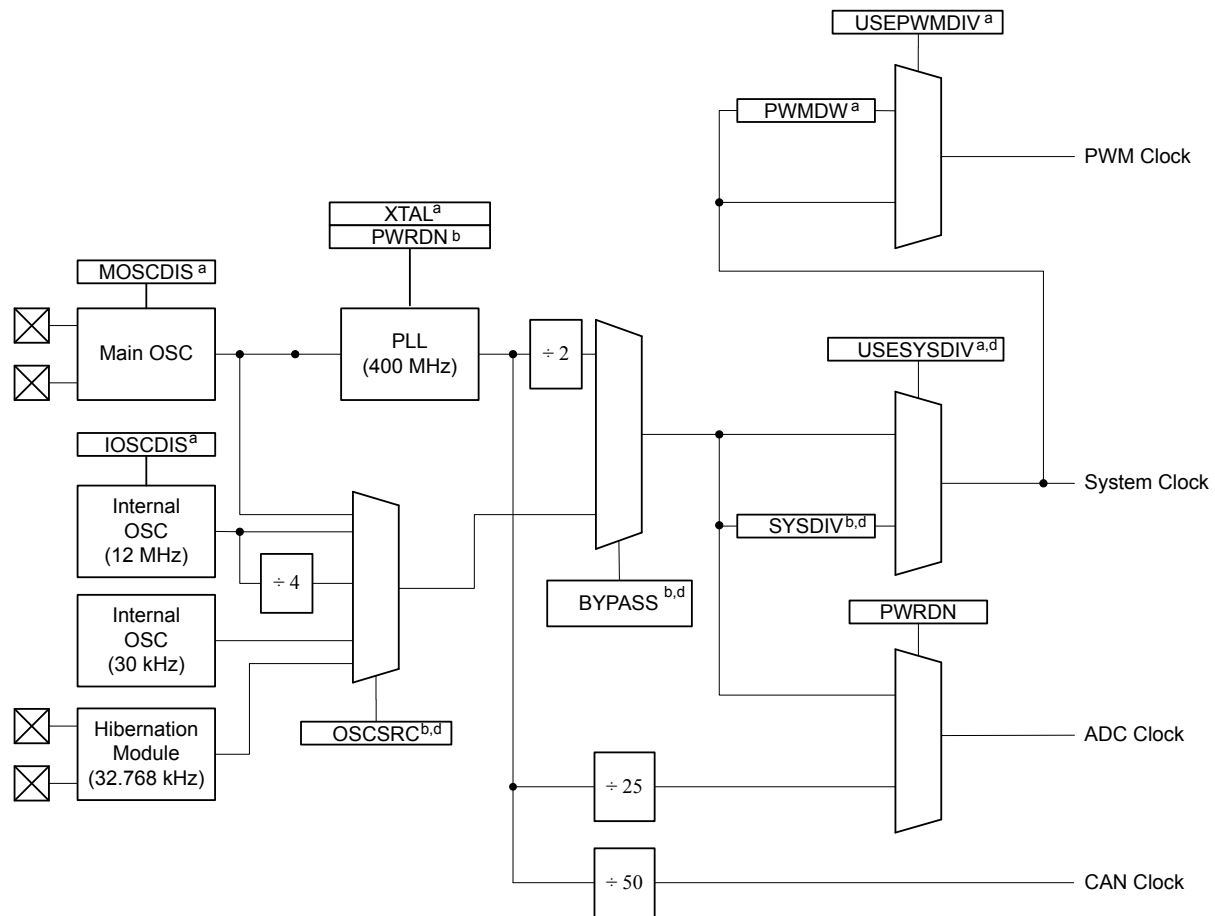 USEPWMDIV a
PWMDW a
PWM Clock
XTAL a
PWRDN b
MOSCDIS a
Main OSC
PLL
(400 MHz)
÷ 2
USESYSDIV a,d
IOSCDIS a
Internal
OSC
(12 MHz)
÷ 4
System Clock
SYSDIV b,d
BYPASS b,d
Internal
OSC
(30 kHz)
PWRDN
OSCSRC b,d
Hibernation
Module
(32.768 kHz)
ADC Clock
÷ 25
÷ 50
CAN Clock